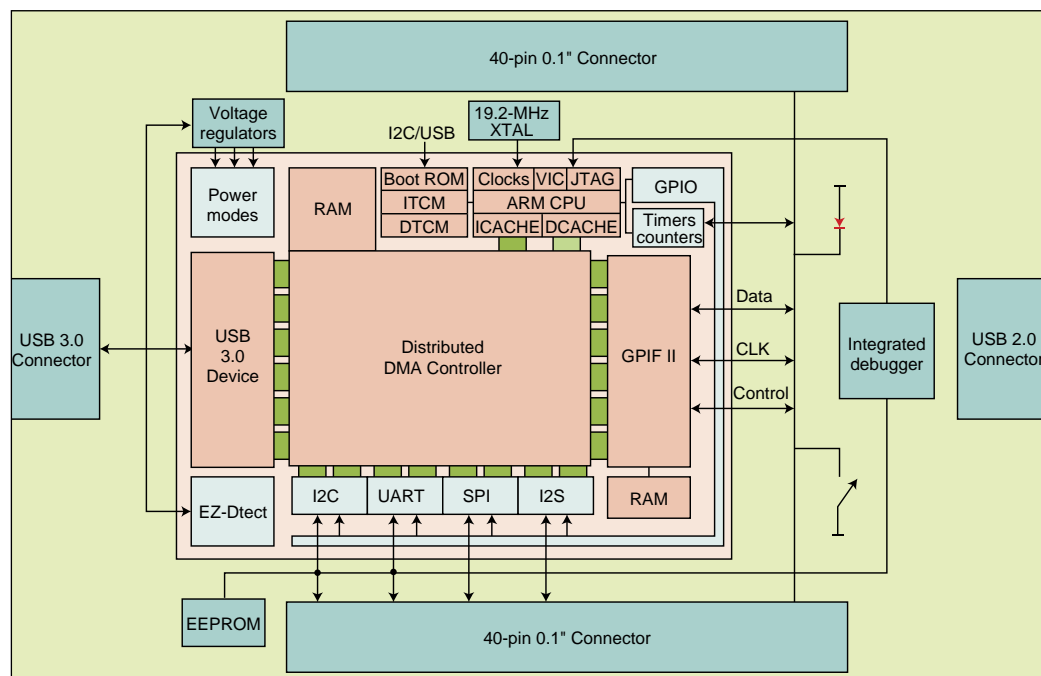 40-pin 0.1" Connector
Voltage
regulators
19.2-MHz
XTAL
I2C/USB
Power
modes
RAM
Boot ROM
ITCM
DTCM
Clocks
VIC
JTAG
ARM CPU
ICACHE
DCACHE
GPIO
Timers
counters
USB 3.0
Connector
USB
3.0
Device
Distributed
DMA Controller
GPIF II
Data
CLK
Control
Integrated
debugger
USB 2.0
Connector
EZ-Dtect
I2C
UART
SPI
I2S
RAM
EEPROM
40-pin 0.1" Connector